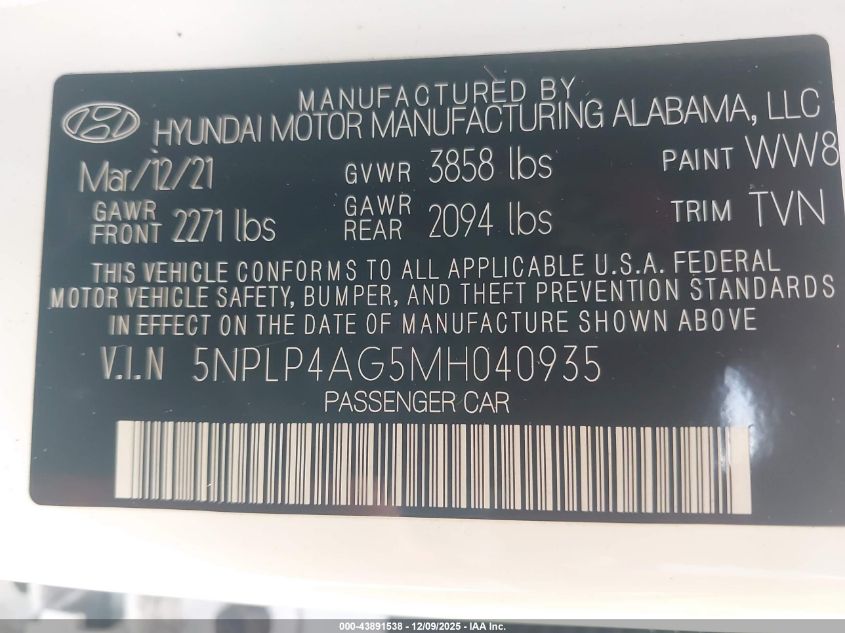 MANUFACTURED BY
HYUNDAI MOTOR MANUFACTURING ALABAMA, LLC
Mar/12/21 GVWR 3858 lbs PAINT WW8
GAWR FRONT 2271 lbs GAWR REAR 2094 lbs TRIM TVN
THIS VEHICLE CONFORMS TO ALL APPLICABLE U.S.A. FEDERAL
MOTOR VEHICLE SAFETY, BUMPER, AND THEFT PREVENTION STANDARDS
IN EFFECT ON THE DATE OF MANUFACTURE SHOWN ABOVE
V.I.N 5NPLP4AG5MH040935
PASSENGER CAR
000-43891538 - 12/09/2025 - IAA Inc.